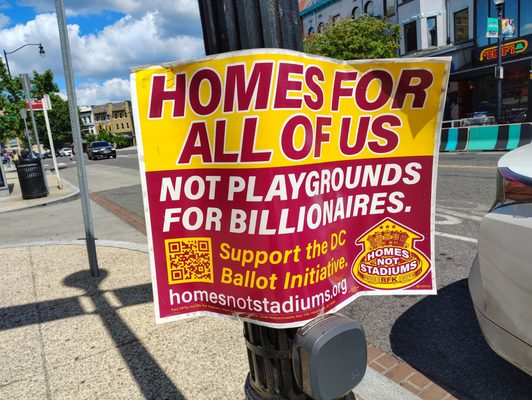 HOMES FOR
ALL OF US
NOT PLAYGROUNDS
FOR BILLIONAIRES.
Support the DC
Ballot Initiative.
homesnotstadiums.org
HOMES
NOT
STADIUMS
RFK